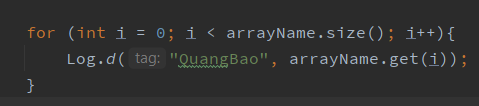 for (int i = 0; i < arrayName.size(); i++){
Log.d( tag: "QuangBao", arrayName.get(i));
}